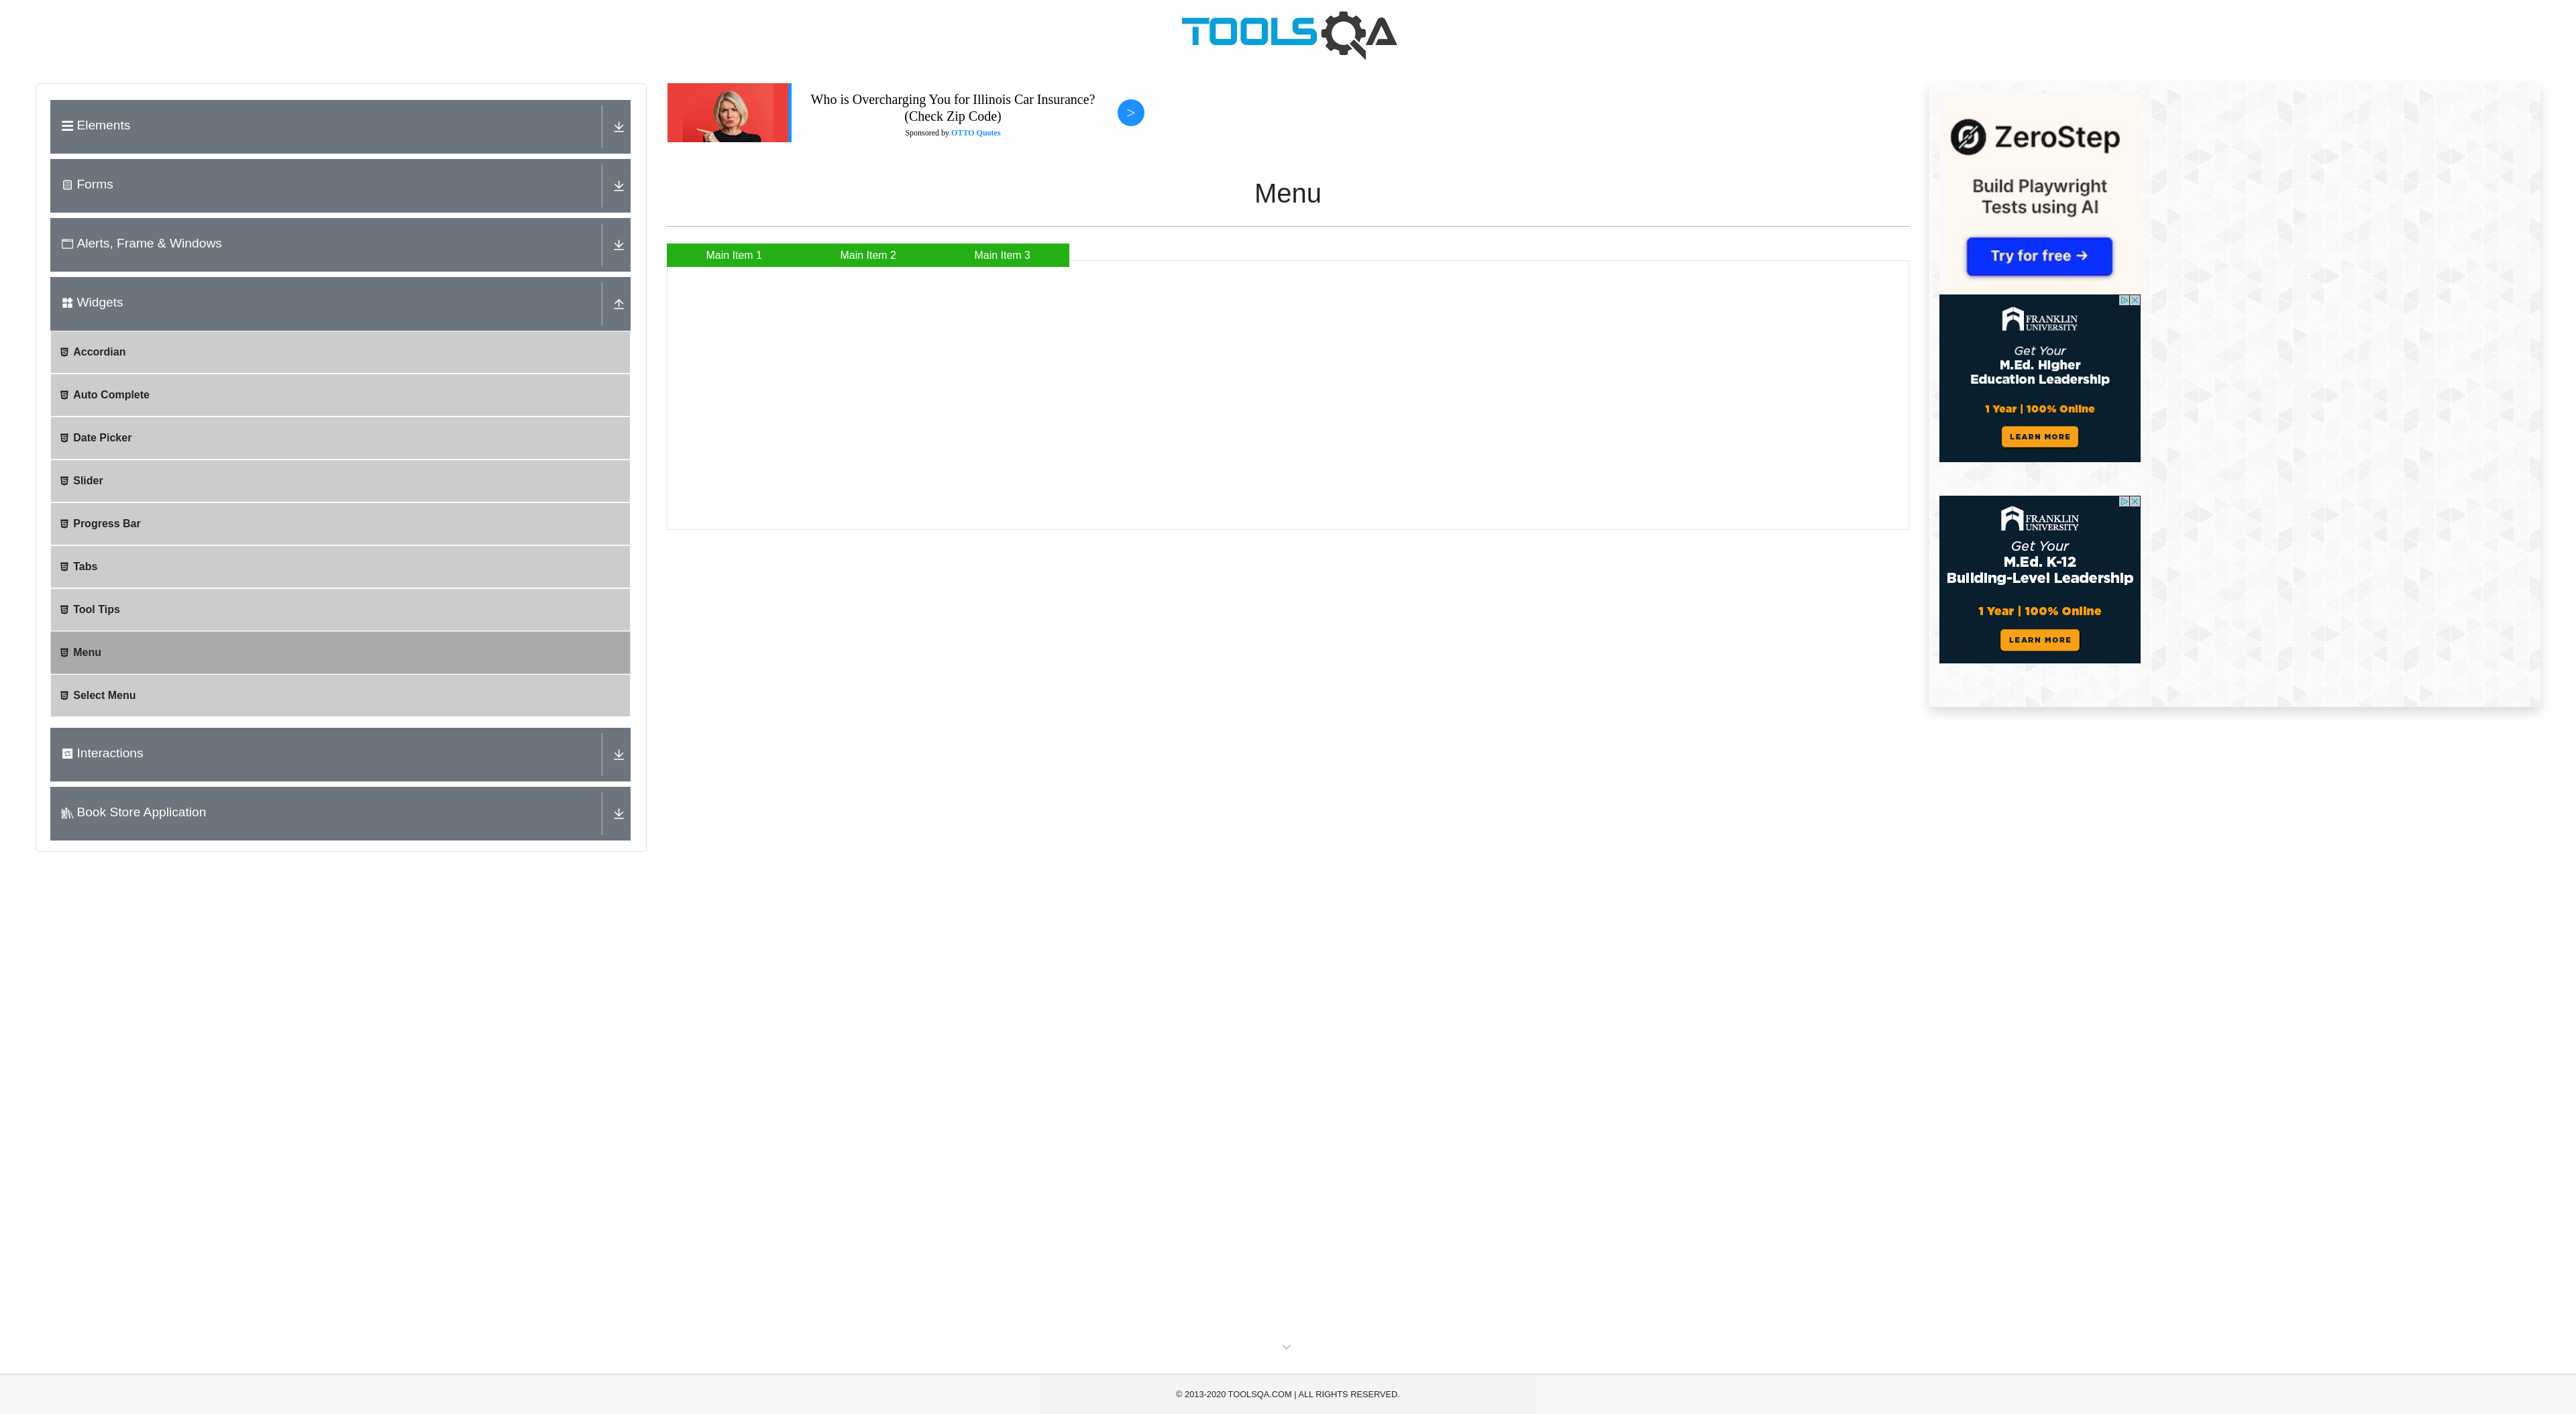 TOOLSQA
Elements
Forms
Alerts, Frame & Windows
Widgets
Accordian
Auto Complete
Date Picker
Slider
Progress Bar
Tabs
Tool Tips
Menu
Select Menu
Interactions
Book Store Application
Who is Overcharging You for Illinois Car Insurance?
(Check Zip Code)
Sponsored by OTTO Quotes
>
Menu
Main Item 1
Main Item 2
Main Item 3
ZeroStep
Build Playwright
Tests using AI
Try for free →
FRANKLIN
UNIVERSITY
Get Your
M.Ed. Higher
Education Leadership
1 Year | 100% Online
LEARN MORE
FRANKLIN
UNIVERSITY
Get Your
M.Ed. K-12
Building-Level Leadership
1 Year | 100% Online
LEARN MORE
© 2013-2020 TOOLSQA.COM | ALL RIGHTS RESERVED.